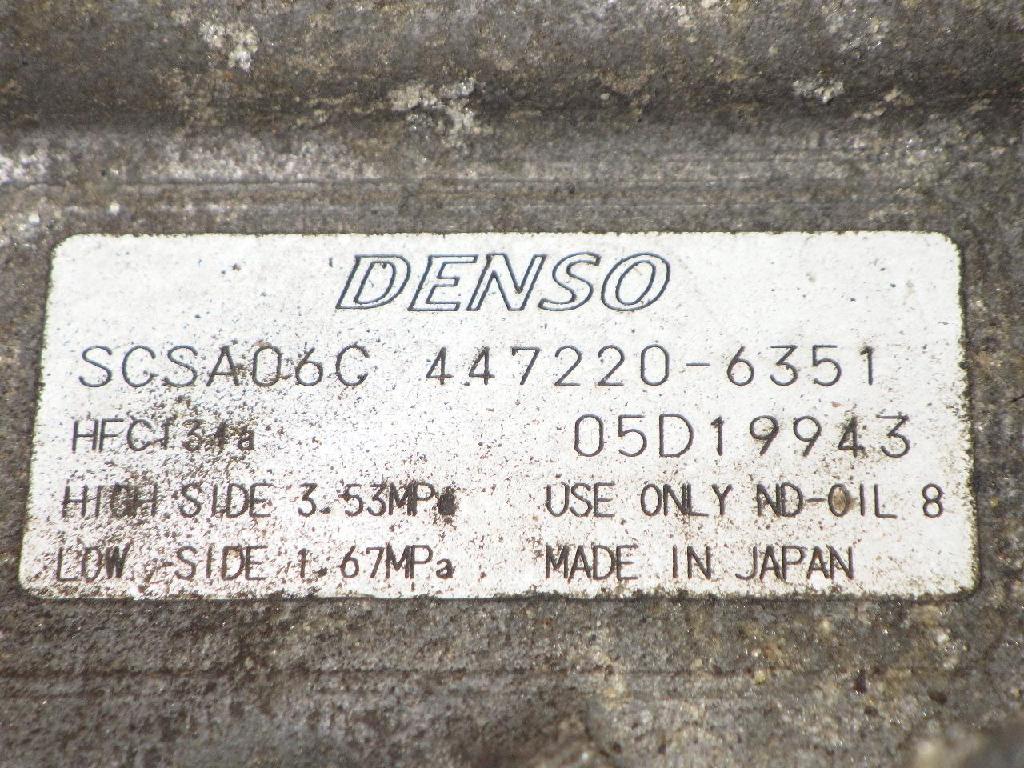 DENSO
SCSA06C 447220-6351
HFC134a 05D19943
HIGH SIDE 3.53MPa USE ONLY ND-OIL 8
LOW SIDE 1.67MPa MADE IN JAPAN